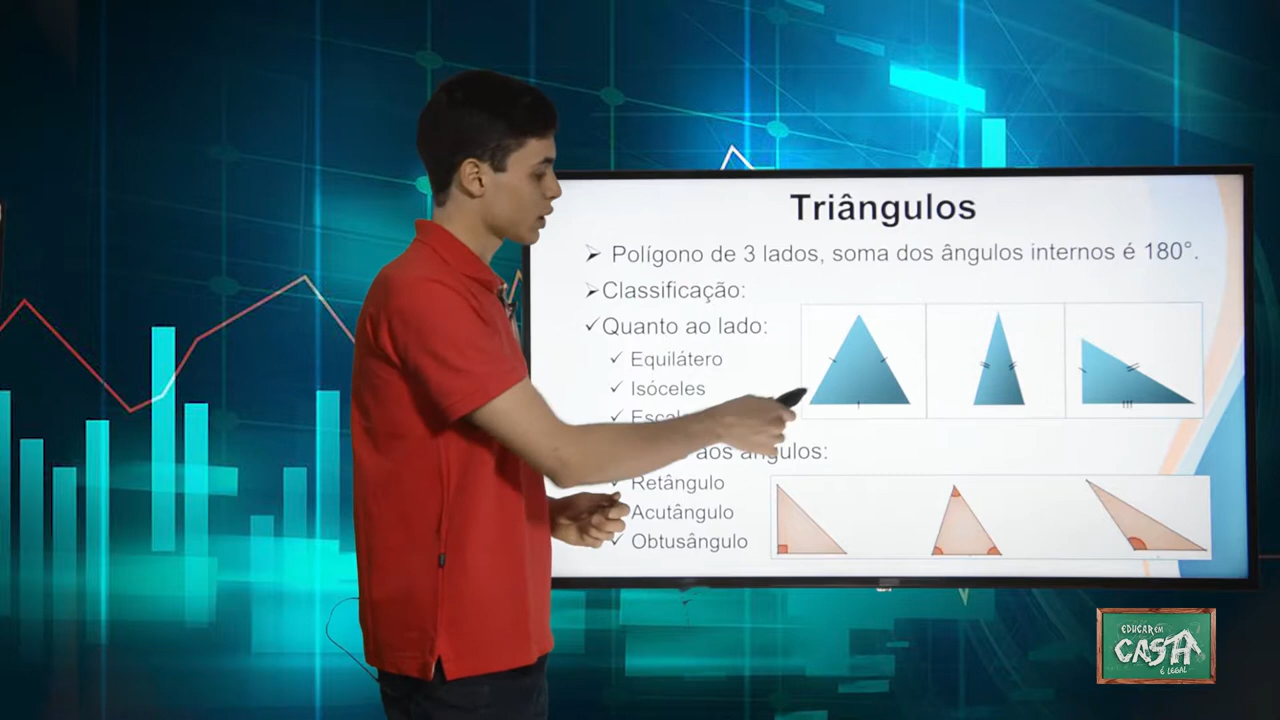 Triângulos
Polígono de 3 lados, soma dos ângulos internos é 180°.
Classificação:
Quanto ao lado:
Equilátero
Isóceles
aos ângulos:
Retângulo
Acutângulo
Obtusângulo
EDUCAR EM
CASA
É LEGAL